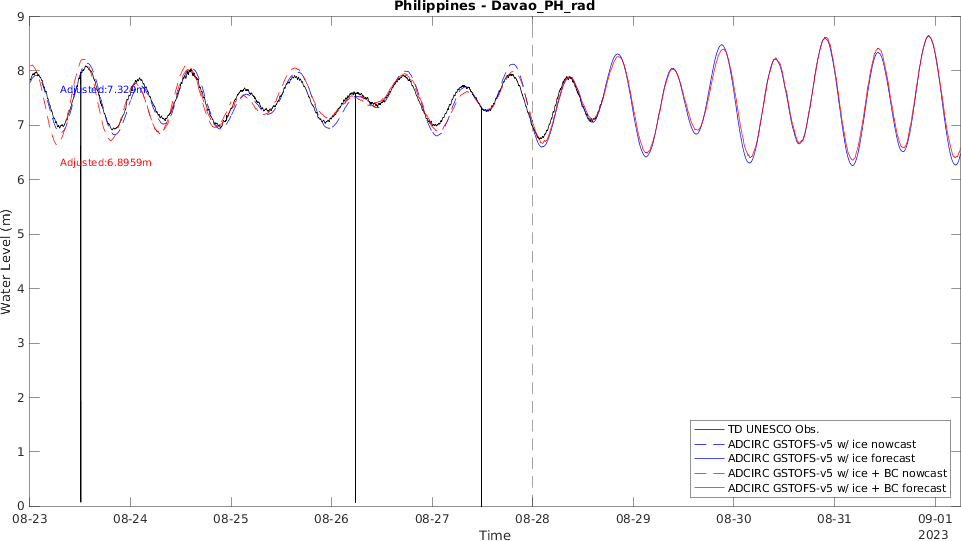 Philippines - Davao_PH_rad
9
8
7
6
5
4
3
2
1
0
Water Level (m)
Adjusted:7.329m
Adjusted:6.8959m
TD UNESCO Obs.
ADCIRC GSTOFS-v5 w/ ice nowcast
ADCIRC GSTOFS-v5 w/ ice forecast
ADCIRC GSTOFS-v5 w/ ice + BC nowcast
ADCIRC GSTOFS-v5 w/ ice + BC forecast
08-23 08-24 08-25 08-26 08-27 08-28 08-29 08-30 08-31 09-01
Time 2023